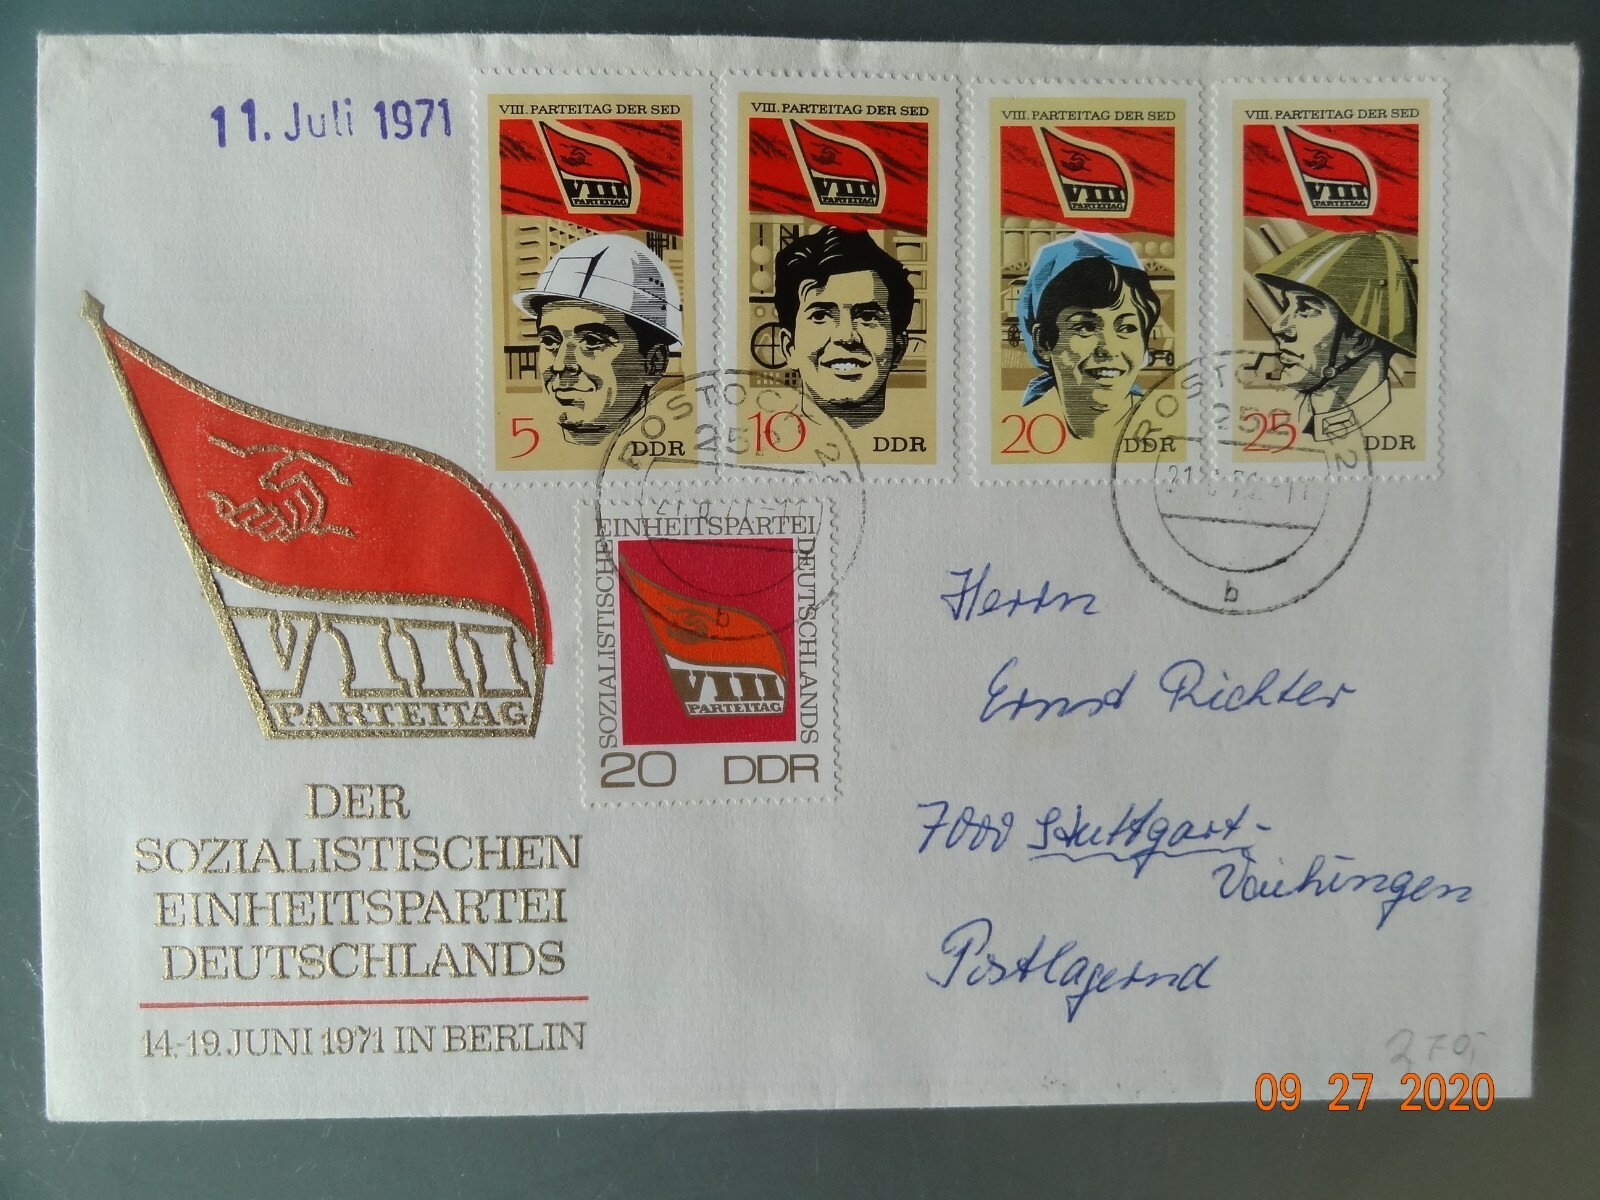 11. Juli 1971
VIII. PARTEITAG DER SED
VIII
PARTEITAG
5 DDR
VIII. PARTEITAG DER SED
VIII
PARTEITAG
10 DDR
VIII. PARTEITAG DER SED
VIII
PARTEITAG
20 DDR
VIII. PARTEITAG DER SED
VIII
PARTEITAG
25 DDR
ROSTOCK
b
ROSTOCK
b
SOZIALISTISCHE
EINHEITSPARTEI
DEUTSCHLANDS
VIII
PARTEITAG
20 DDR
VIII
PARTEITAG
DER
SOZIALISTISCHEN
EINHEITSPARTEI
DEUTSCHLANDS
14.-19. JUNI 1971 IN BERLIN
Herrn
Ernst Richter
7000 Stuttgart-
Vaihingen
Postlagernd
270,-
09 27 2020